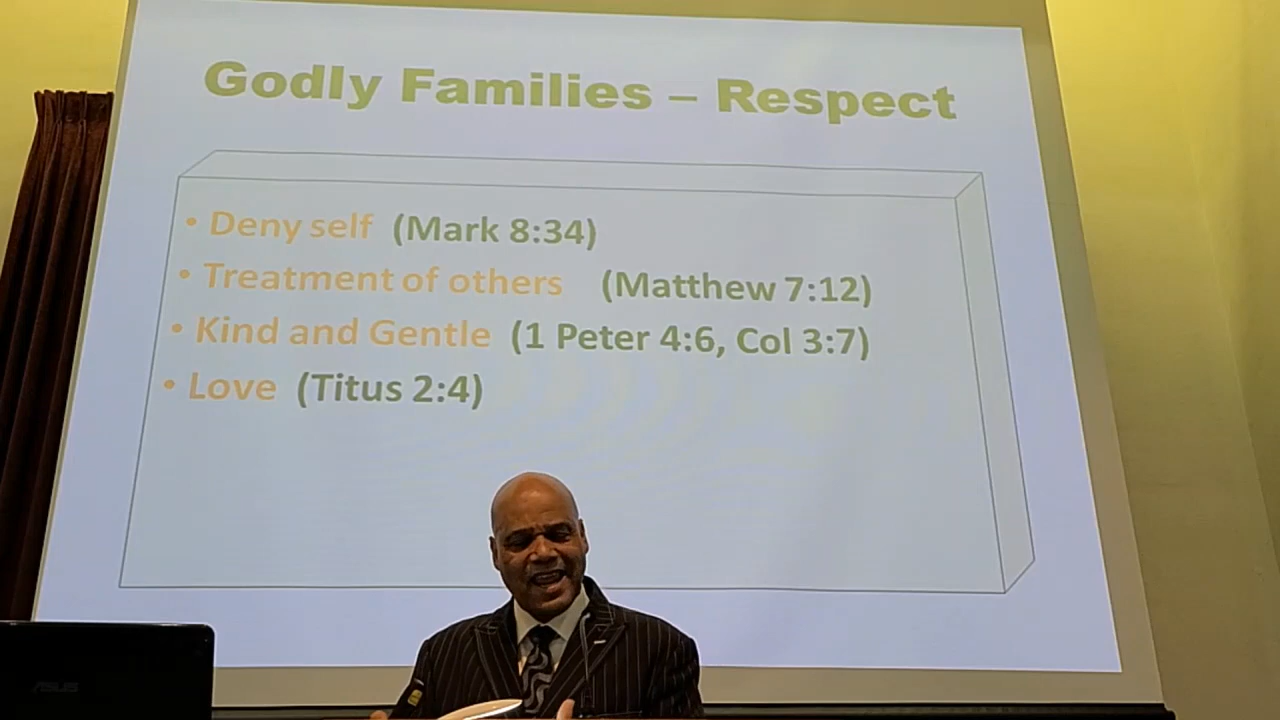 Godly Families – Respect
• Deny self (Mark 8:34)
• Treatment of others (Matthew 7:12)
• Kind and Gentle (1 Peter 4:6, Col 3:7)
• Love (Titus 2:4)
ASUS